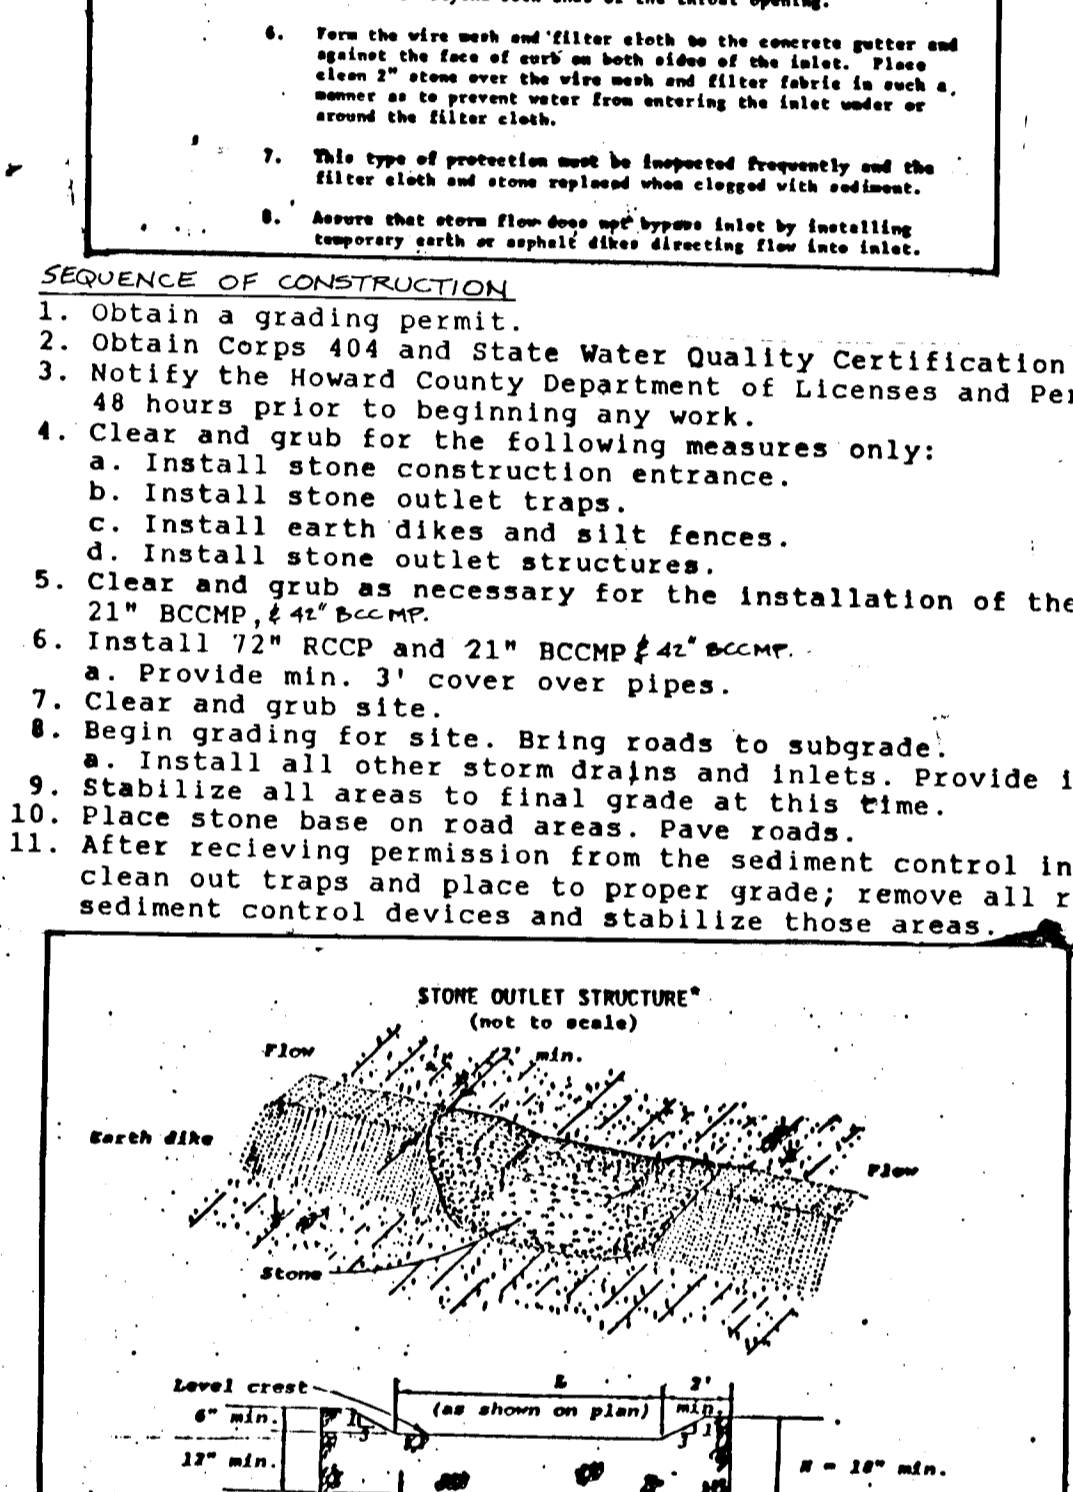 6. Form the wire mesh and filter cloth to the concrete gutter and
against the face of curb on both sides of the inlet. Place
clean 2" stone over the wire mesh and filter fabric in such a
manner as to prevent water from entering the inlet under or
around the filter cloth.
7. This type of protection must be inspected frequently and the
filter cloth and stone replaced when clogged with sediment.
8. Assure that storm flow does not bypass inlet by installing
temporary earth or asphalt dikes directing flow into inlet.
SEQUENCE OF CONSTRUCTION
1. Obtain a grading permit.
2. Obtain Corps 404 and State Water Quality Certification
3. Notify the Howard County Department of Licenses and Per
48 hours prior to beginning any work.
4. Clear and grub for the following measures only:
a. Install stone construction entrance.
b. Install stone outlet traps.
c. Install earth dikes and silt fences.
d. Install stone outlet structures.
5. Clear and grub as necessary for the installation of the
21" BCCMP, & 42" BCCMP.
6. Install 72" RCCP and 21" BCCMP & 42" BCCMP.
a. Provide min. 3' cover over pipes.
7. Clear and grub site.
8. Begin grading for site. Bring roads to subgrade.
a. Install all other storm drains and inlets. Provide i
9. Stabilize all areas to final grade at this time.
10. Place stone base on road areas. Pave roads.
11. After recieving permission from the sediment control in
clean out traps and place to proper grade; remove all r
sediment control devices and stabilize those areas.
STONE OUTLET STRUCTURE*
(not to scale)
Flow
2' min.
Earth dike
Flow
Stone
Level crest
L
2'
6" min.
(as shown on plan)
min.
1
3
1
3
12" min.
H = 18" min.